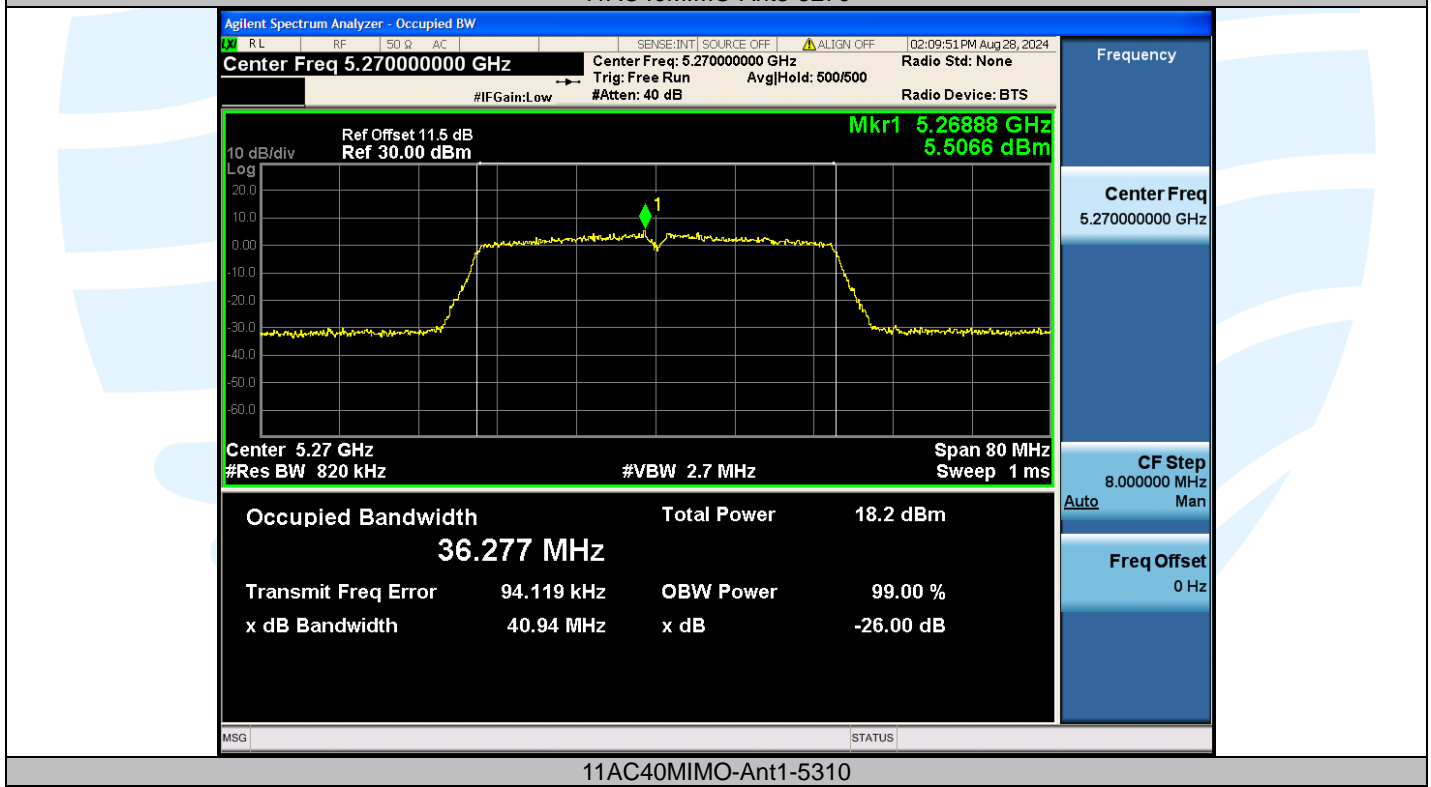 Agilent Spectrum Analyzer - Occupied BW
LXI RL RF 50 Ω AC SENSE:INT SOURCE OFF ALIGN OFF 02:09:51 PM Aug 28, 2024
Center Freq 5.270000000 GHz
Center Freq: 5.270000000 GHz Radio Std: None
Trig: Free Run Avg|Hold: 500/500
#IFGain:Low #Atten: 40 dB Radio Device: BTS
Frequency
Mkr1 5.26888 GHz
5.5066 dBm
Ref Offset 11.5 dB
10 dB/div Ref 30.00 dBm
Log
20.0
10.0
0.00
-10.0
-20.0
-30.0
-40.0
-50.0
-60.0
1
Center 5.27 GHz Span 80 MHz
#Res BW 820 kHz #VBW 2.7 MHz Sweep 1 ms
Center Freq
5.270000000 GHz
CF Step
8.000000 MHz
Auto Man
Freq Offset
0 Hz
Occupied Bandwidth Total Power 18.2 dBm
36.277 MHz
Transmit Freq Error 94.119 kHz OBW Power 99.00 %
x dB Bandwidth 40.94 MHz x dB -26.00 dB
MSG STATUS
11AC40MIMO-Ant1-5310